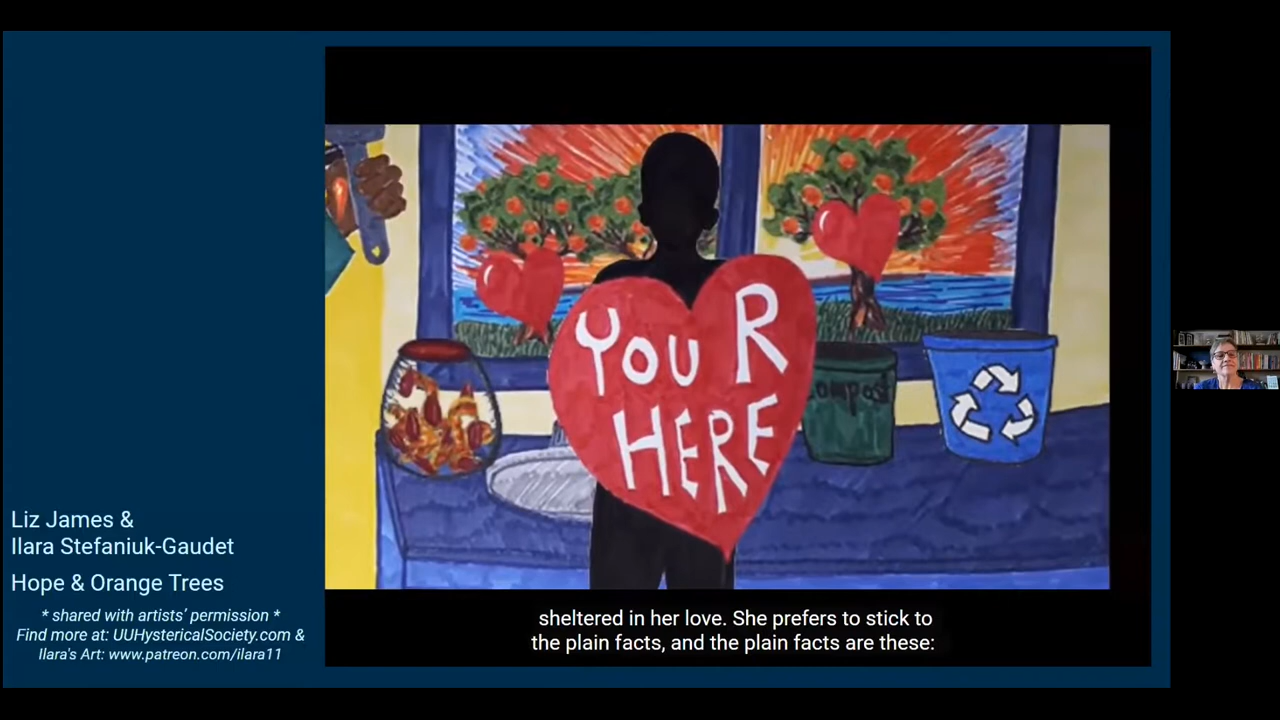 YOU R
HERE
compost
Liz James &
Ilara Stefaniuk-Gaudet
Hope & Orange Trees
* shared with artists’ permission *
Find more at: UUHystericalSociety.com &
Ilara's Art: www.patreon.com/ilara11
sheltered in her love. She prefers to stick to
the plain facts, and the plain facts are these: